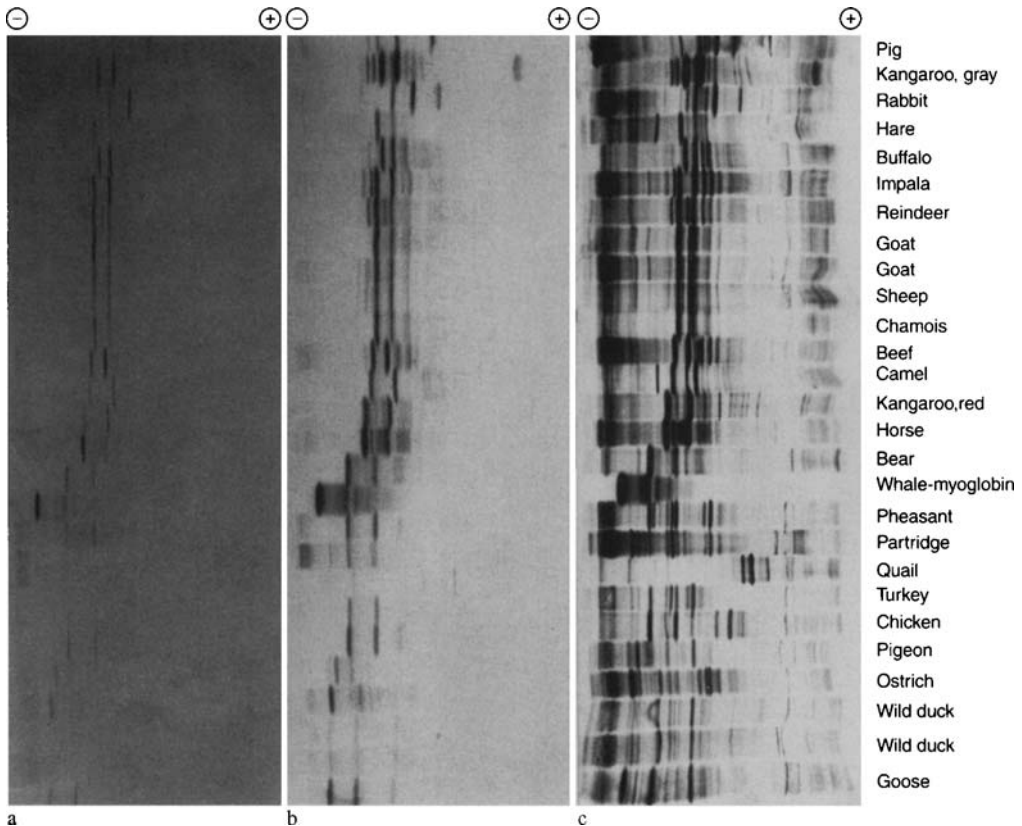 − + − + − +
Pig
Kangaroo, gray
Rabbit
Hare
Buffalo
Impala
Reindeer
Goat
Goat
Sheep
Chamois
Beef
Camel
Kangaroo,red
Horse
Bear
Whale-myoglobin
Pheasant
Partridge
Quail
Turkey
Chicken
Pigeon
Ostrich
Wild duck
Wild duck
Goose
a b c